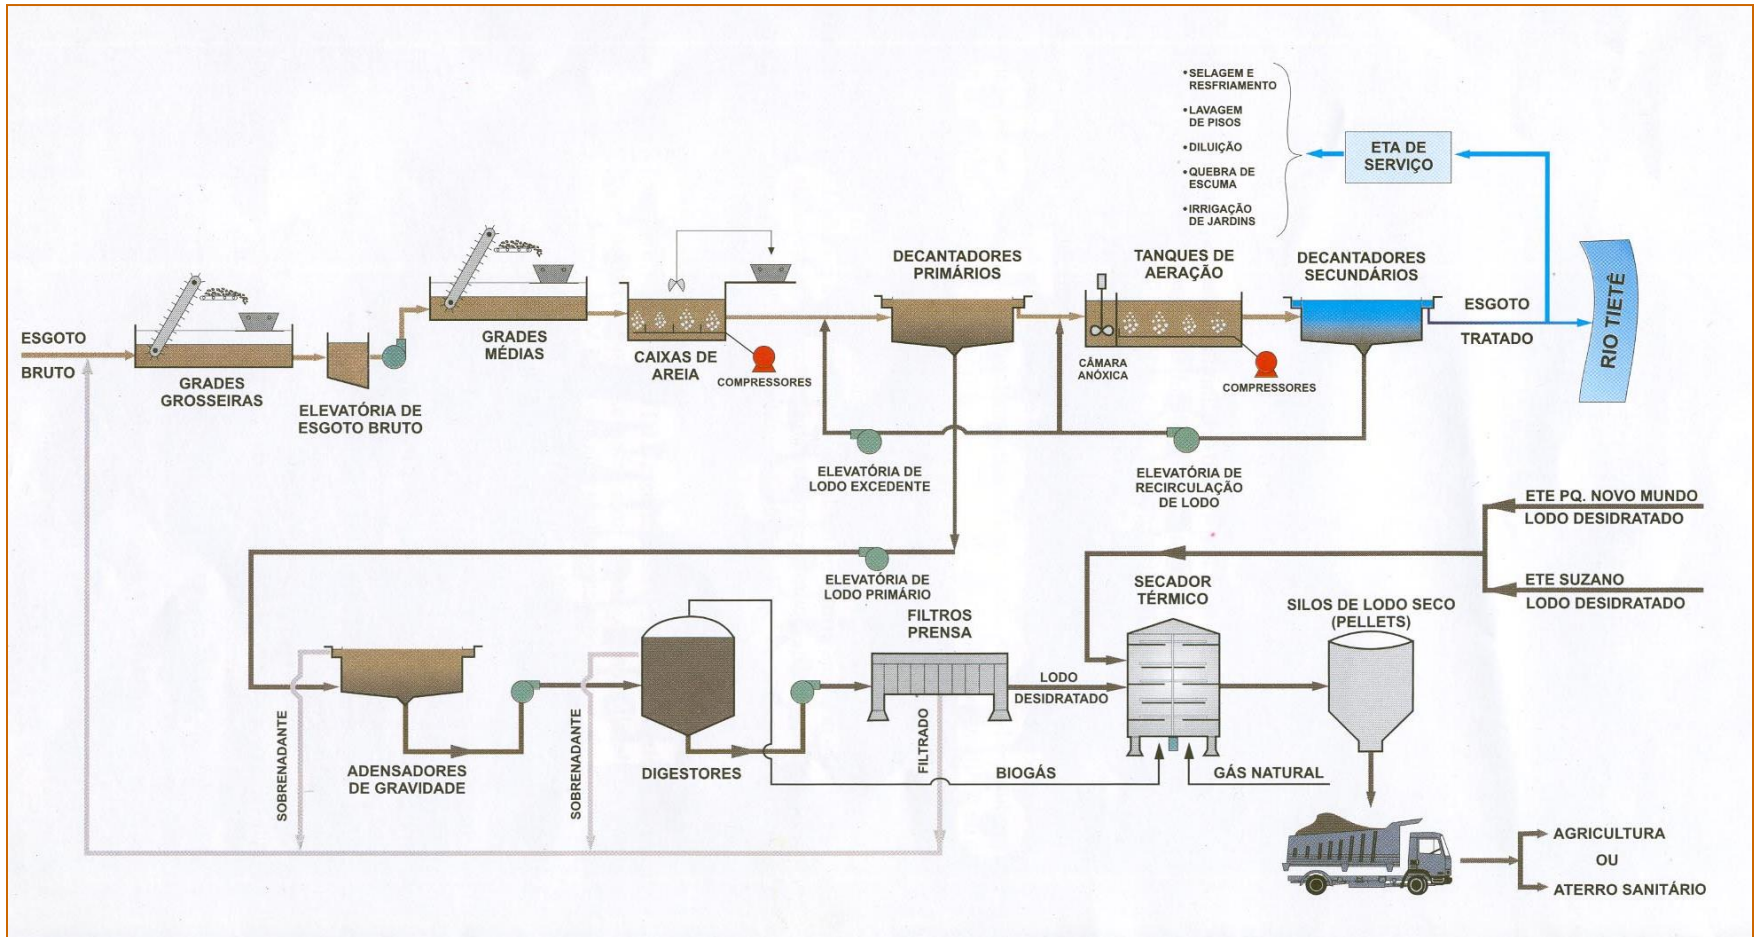 • SELAGEM E
RESFRIAMENTO
• LAVAGEM
DE PISOS
• DILUIÇÃO
• QUEBRA DE
ESCUMA
• IRRIGAÇÃO
DE JARDINS
ETA DE
SERVIÇO
DECANTADORES
PRIMÁRIOS
TANQUES DE
AERAÇÃO
DECANTADORES
SECUNDÁRIOS
ESGOTO
TRATADO
RIO TIETÊ
ESGOTO
BRUTO
GRADES
GROSSEIRAS
ELEVATÓRIA DE
ESGOTO BRUTO
GRADES
MÉDIAS
CAIXAS DE
AREIA
COMPRESSORES
CÂMARA
ANÓXICA
COMPRESSORES
ELEVATÓRIA DE
LODO EXCEDENTE
ELEVATÓRIA DE
RECIRCULAÇÃO
DE LODO
ETE PQ. NOVO MUNDO
LODO DESIDRATADO
ETE SUZANO
LODO DESIDRATADO
ELEVATÓRIA DE
LODO PRIMÁRIO
FILTROS
PRENSA
SECADOR
TÉRMICO
SILOS DE LODO SECO
(PELLETS)
LODO
DESIDRATADO
SOBRENADANTE
ADENSADORES
DE GRAVIDADE
SOBRENADANTE
DIGESTORES
FILTRADO
BIOGÁS
GÁS NATURAL
AGRICULTURA
OU
ATERRO SANITÁRIO